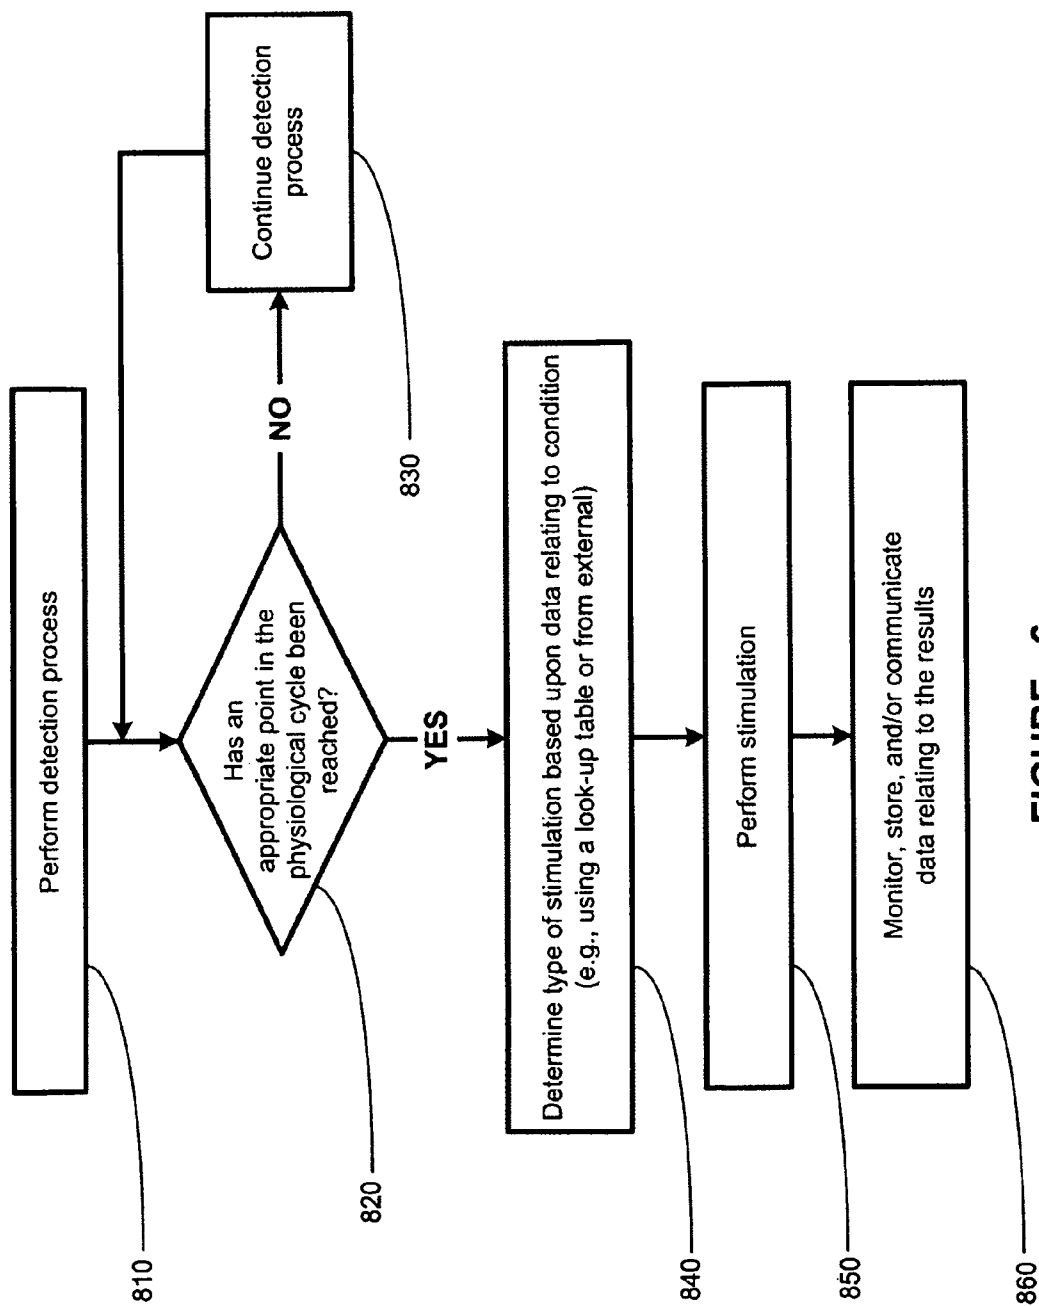 Perform detection process
810
Has an
appropriate point in the
physiological cycle been
reached?
820
NO
Continue detection
process
830
YES
Determine type of stimulation based upon data relating to condition
(e.g., using a look-up table or from external)
840
Perform stimulation
850
Monitor, store, and/or communicate
data relating to the results
860
FIGURE